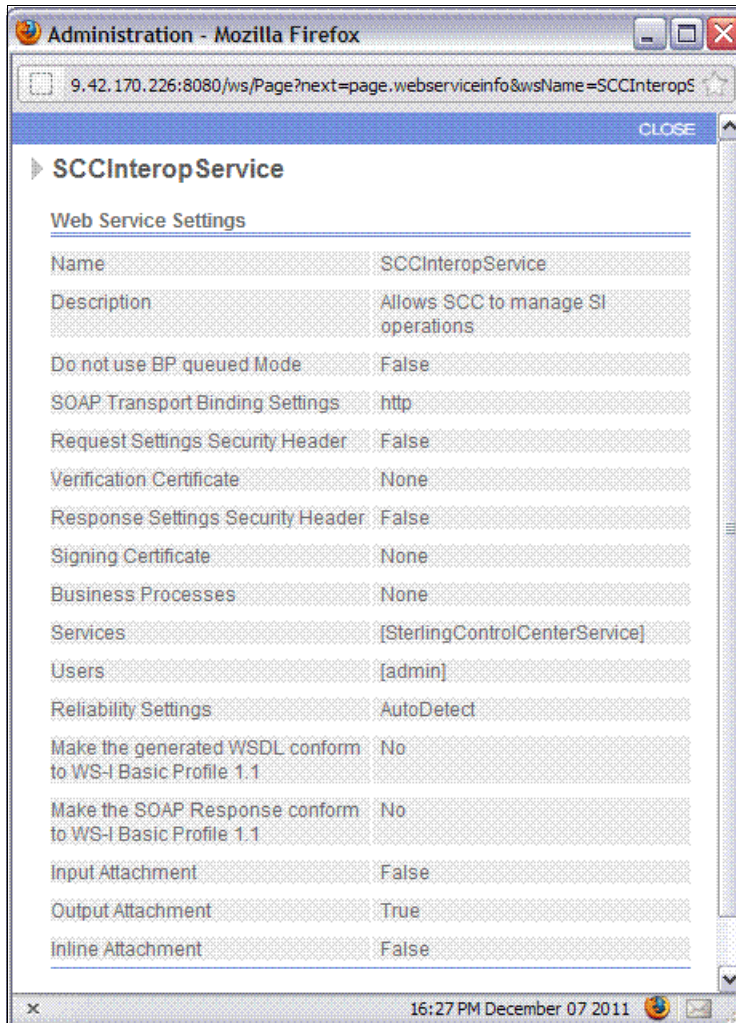 Administration - Mozilla Firefox
9.42.170.226:8080/ws/Page?next=page.webserviceinfo&wsName=SCCInteropS
CLOSE
SCCInteropService
Web Service Settings
Name SCCInteropService
Description Allows SCC to manage SI
operations
Do not use BP queued Mode False
SOAP Transport Binding Settings http
Request Settings Security Header False
Verification Certificate None
Response Settings Security Header False
Signing Certificate None
Business Processes None
Services [SterlingControlCenterService]
Users [admin]
Reliability Settings AutoDetect
Make the generated WSDL conform No
to WS-I Basic Profile 1.1
Make the SOAP Response conform No
to WS-I Basic Profile 1.1
Input Attachment False
Output Attachment True
Inline Attachment False
16:27 PM December 07 2011